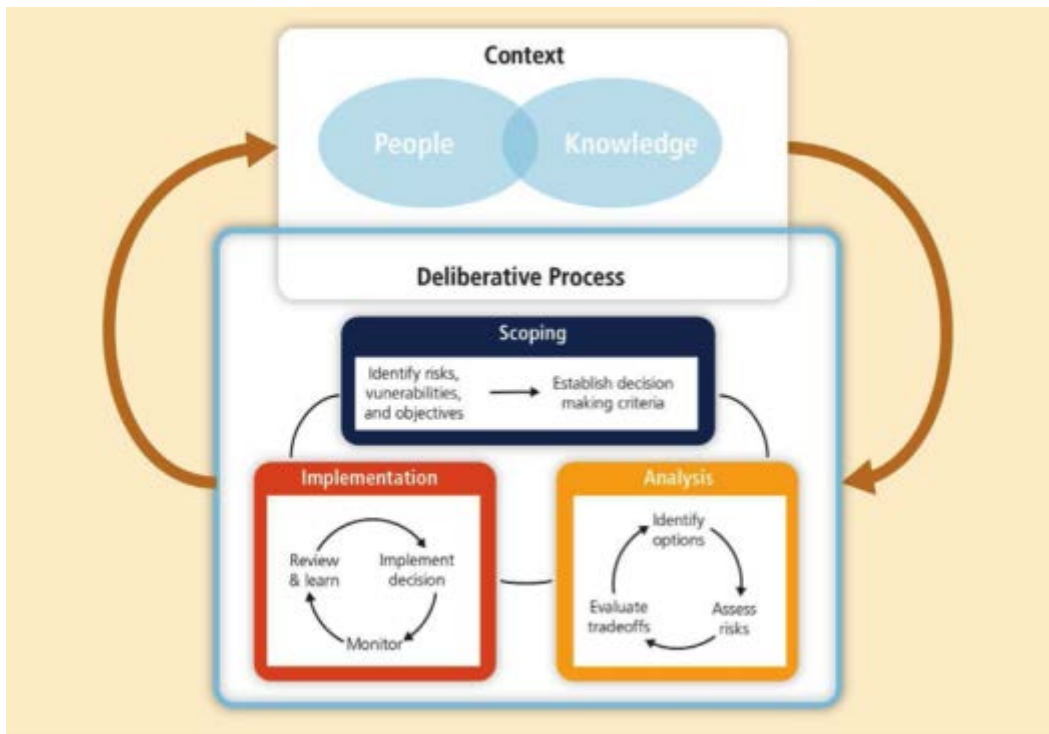 Context
People
Knowledge
Deliberative Process
Scoping
Identify risks,
vunerabilities,
and objectives
Establish decision
making criteria
Implementation
Review
& learn
Implement
decision
Monitor
Analysis
Identify
options
Assess
risks
Evaluate
tradeoffs